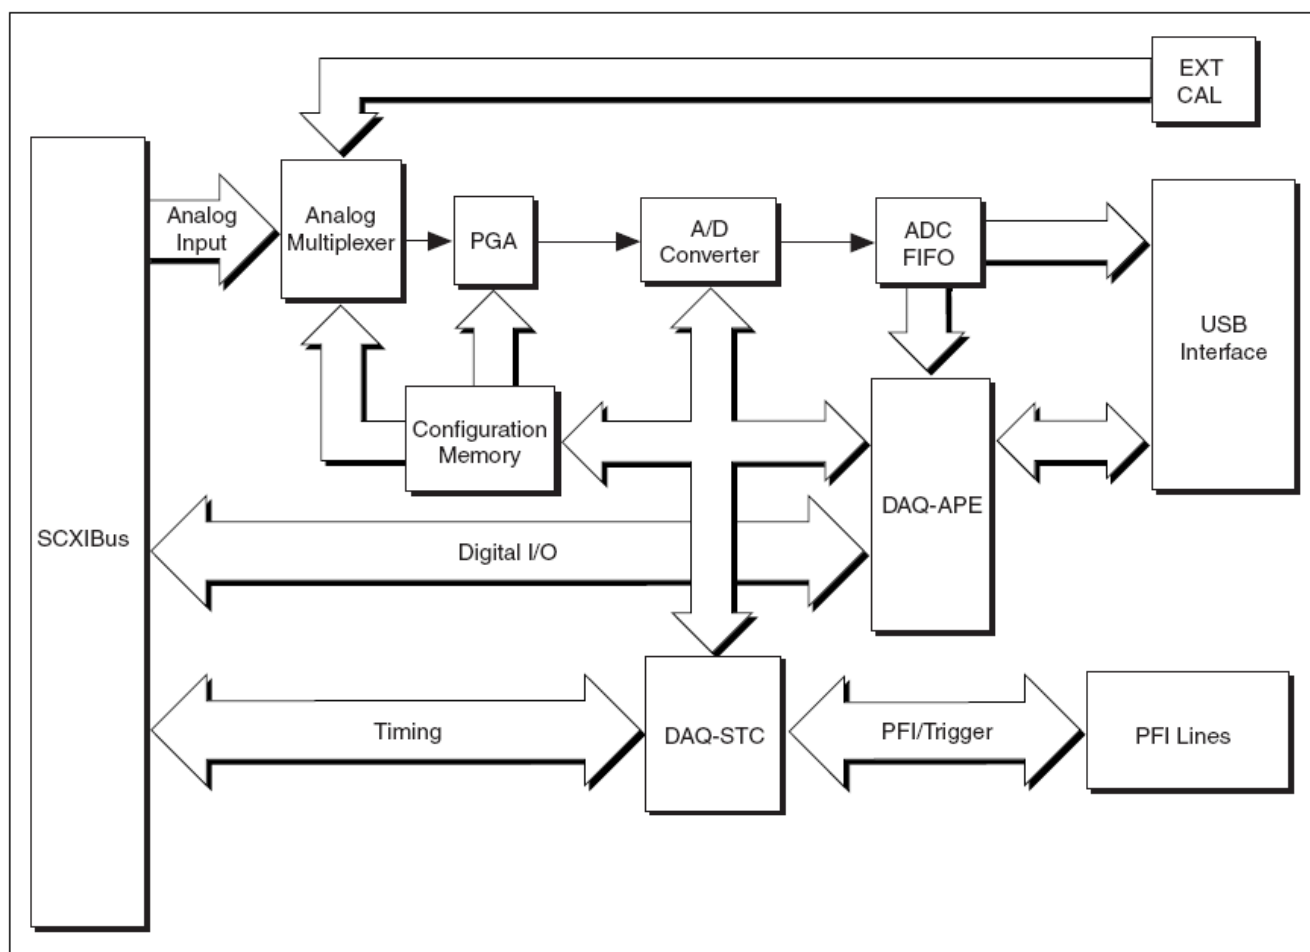 EXT
CAL
Analog
Input
Analog
Multiplexer
PGA
A/D
Converter
ADC
FIFO
USB
Interface
Configuration
Memory
DAQ-APE
SCXIBus
Digital I/O
Timing
DAQ-STC
PFI/Trigger
PFI Lines